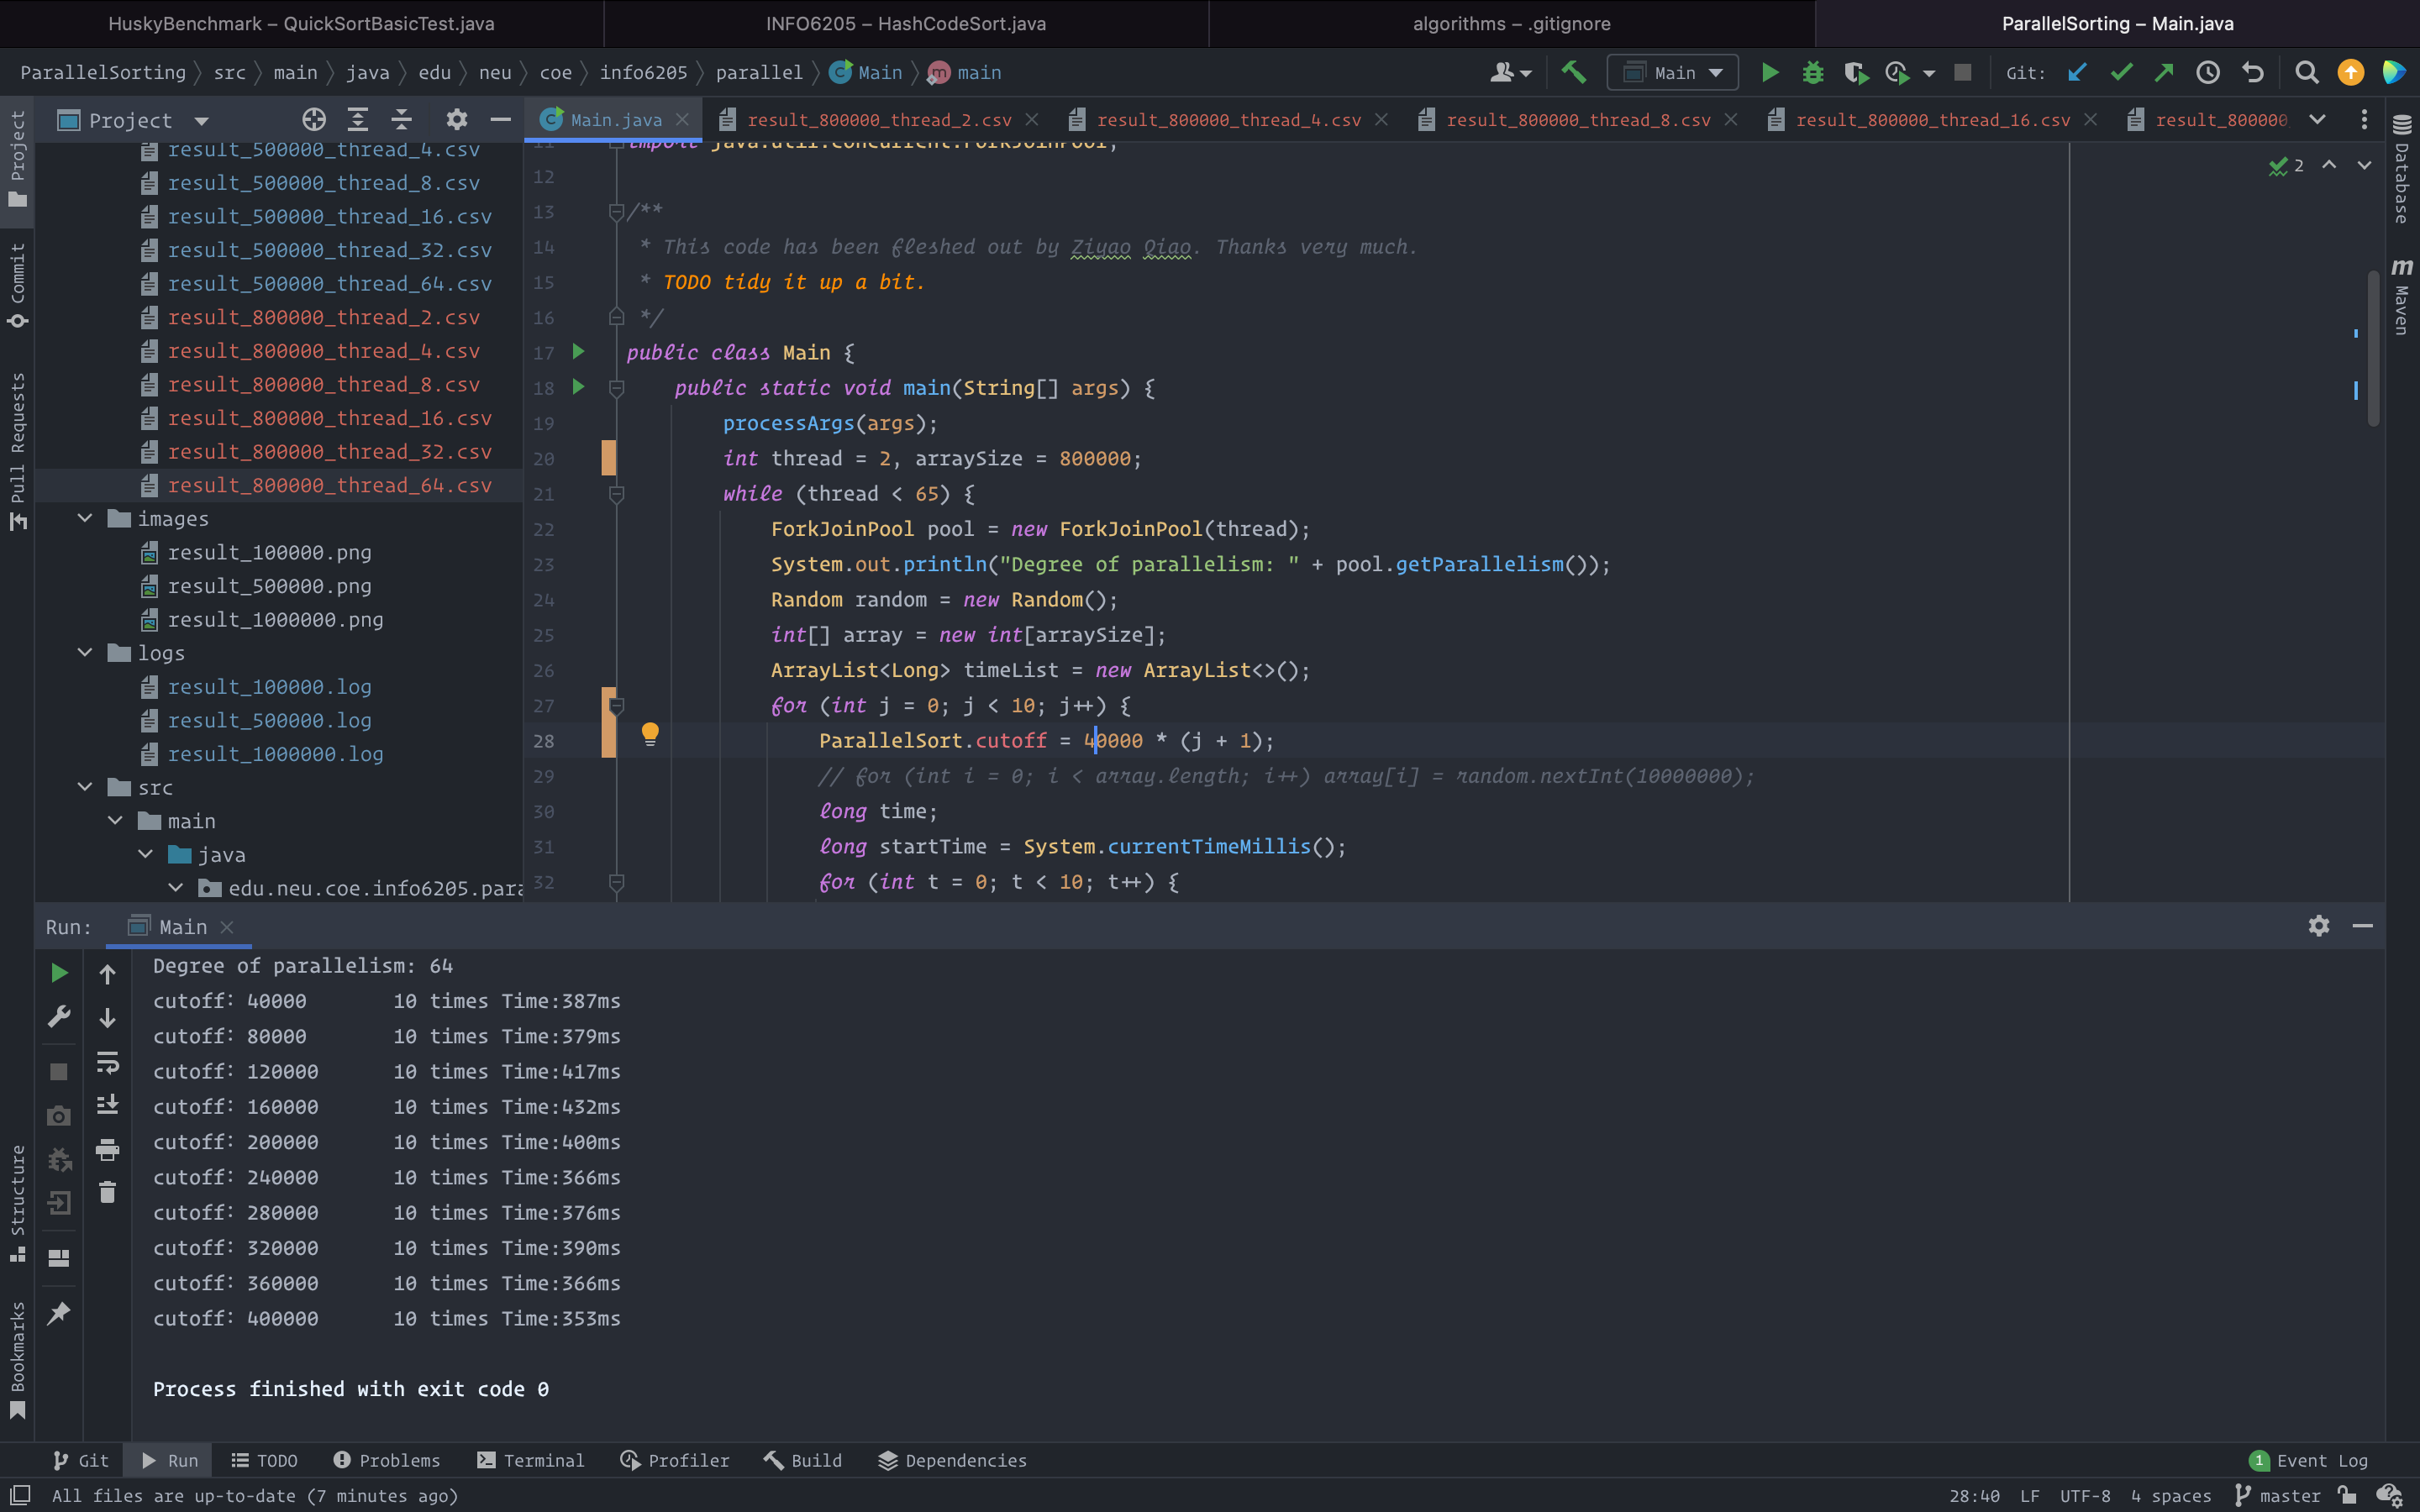 HuskyBenchmark – QuickSortBasicTest.java
INFO6205 – HashCodeSort.java
algorithms – .gitignore
ParallelSorting – Main.java
ParallelSorting src main java edu neu coe info6205 parallel Main main
Main
Git:
Project
Main.java
result_800000_thread_2.csv
result_800000_thread_4.csv
result_800000_thread_8.csv
result_800000_thread_16.csv
result_800000
Project
Commit
Pull Requests
Structure
Bookmarks
result_500000_thread_4.csv
result_500000_thread_8.csv
result_500000_thread_16.csv
result_500000_thread_32.csv
result_500000_thread_64.csv
result_800000_thread_2.csv
result_800000_thread_4.csv
result_800000_thread_8.csv
result_800000_thread_16.csv
result_800000_thread_32.csv
result_800000_thread_64.csv
images
result_100000.png
result_500000.png
result_1000000.png
logs
result_100000.log
result_500000.log
result_1000000.log
src
main
java
edu.neu.coe.info6205.para
11 import java.util.concurrent.ForkJoinPool;
12
13 /**
14 * This code has been fleshed out by Ziyao Qiao. Thanks very much.
15 * TODO tidy it up a bit.
16 */
17 public class Main {
18 public static void main(String[] args) {
19 processArgs(args);
20 int thread = 2, arraySize = 800000;
21 while (thread < 65) {
22 ForkJoinPool pool = new ForkJoinPool(thread);
23 System.out.println("Degree of parallelism: " + pool.getParallelism());
24 Random random = new Random();
25 int[] array = new int[arraySize];
26 ArrayList<Long> timeList = new ArrayList<>();
27 for (int j = 0; j < 10; j++) {
28 ParallelSort.cutoff = 40000 * (j + 1);
29 // for (int i = 0; i < array.length; i++) array[i] = random.nextInt(10000000);
30 long time;
31 long startTime = System.currentTimeMillis();
32 for (int t = 0; t < 10; t++) {
2
Database
m Maven
Run: Main
Degree of parallelism: 64
cutoff: 40000 10 times Time:387ms
cutoff: 80000 10 times Time:379ms
cutoff: 120000 10 times Time:417ms
cutoff: 160000 10 times Time:432ms
cutoff: 200000 10 times Time:400ms
cutoff: 240000 10 times Time:366ms
cutoff: 280000 10 times Time:376ms
cutoff: 320000 10 times Time:390ms
cutoff: 360000 10 times Time:366ms
cutoff: 400000 10 times Time:353ms
Process finished with exit code 0
Git Run TODO Problems Terminal Profiler Build Dependencies 1 Event Log
All files are up-to-date (7 minutes ago) 28:40 LF UTF-8 4 spaces master